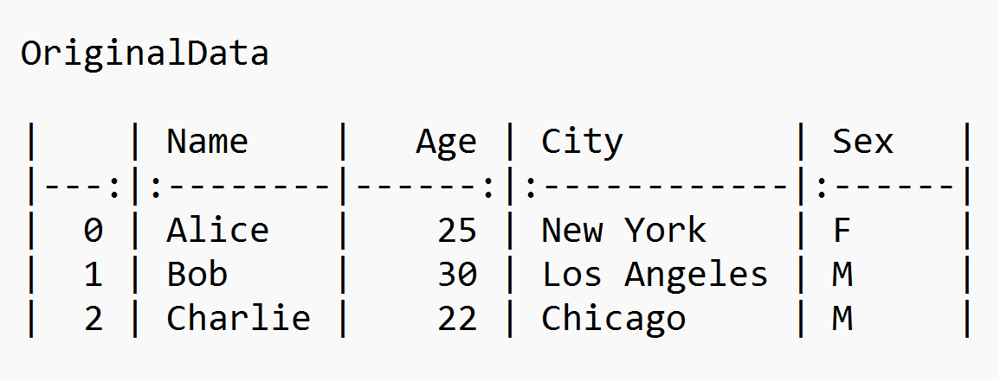 OriginalData
|    | Name    |   Age | City        | Sex   |
|---:|:--------|------:|:------------|:------|
|  0 | Alice   |    25 | New York    | F     |
|  1 | Bob     |    30 | Los Angeles | M     |
|  2 | Charlie |    22 | Chicago     | M     |